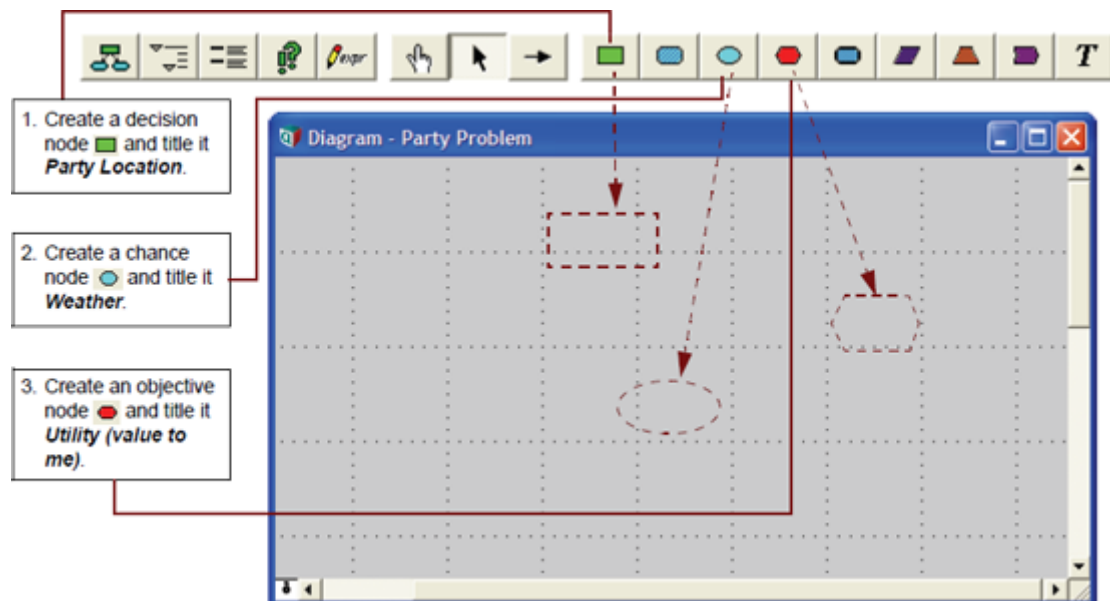 expr
T
1. Create a decision
node and title it
Party Location.
Diagram - Party Problem
2. Create a chance
node and title it
Weather.
3. Create an objective
node and title it
Utility (value to
me).